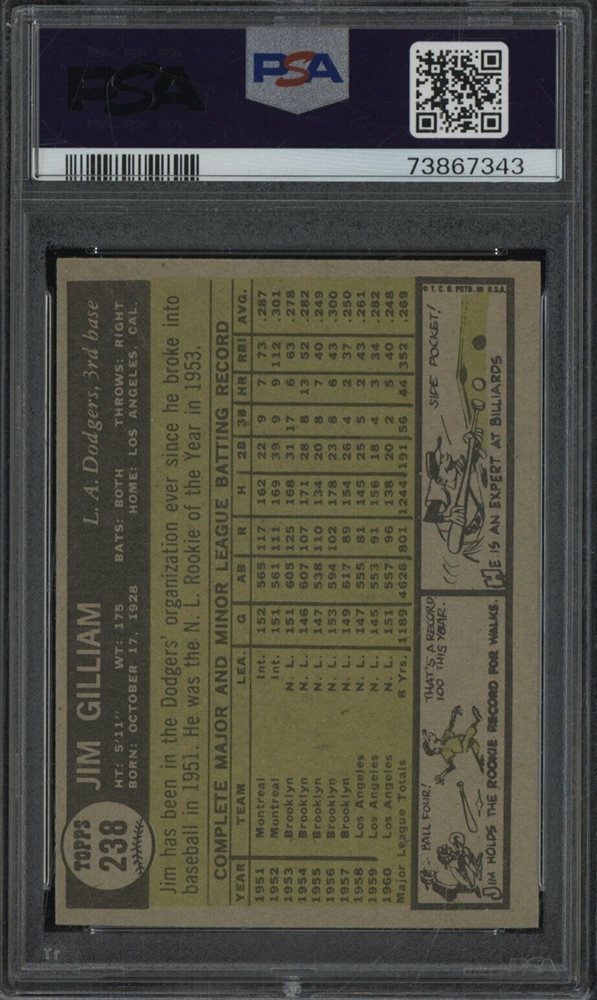 PSA
PSA
73867343
TOPPS
238
JIM GILLIAM L. A. Dodgers, 3rd base
HT: 5'11" WT: 175 BATS: BOTH THROWS: RIGHT
BORN: OCTOBER 17, 1928 HOME: LOS ANGELES, CAL.
Jim has been in the Dodgers' organization ever since he broke into
baseball in 1951. He was the N. L. Rookie of the Year in 1953.
COMPLETE MAJOR AND MINOR LEAGUE BATTING RECORD
YEAR TEAM LEA. G AB R H 2B 3B HR RBI AVG.
1951 Montreal Int. 152 565 117 162 22 9 7 73 .287
1952 Montreal Int. 151 561 111 169 39 9 9 112 .301
1953 Brooklyn N. L. 151 605 125 168 31 17 6 63 .278
1954 Brooklyn N. L. 146 607 107 171 28 8 13 52 .282
1955 Brooklyn N. L. 147 538 110 134 20 8 7 40 .249
1956 Brooklyn N. L. 153 594 102 178 23 8 6 43 .300
1957 Brooklyn N. L. 149 617 89 154 26 4 2 37 .250
1958 Los Angeles N. L. 147 555 81 145 25 5 2 43 .261
1959 Los Angeles N. L. 145 553 91 156 18 4 3 34 .282
1960 Los Angeles N. L. 151 557 96 138 20 2 5 40 .248
Major League Totals 8 Yrs. 1189 4626 801 1244 191 56 44 352 .269
- BALL FOUR!
THAT'S A RECORD
100 THIS YEAR.
JIM HOLDS THE ROOKIE RECORD FOR WALKS.
© T. C. G. PRTD. IN U.S.A.
SIDE POCKET!
HE IS AN EXPERT AT BILLIARDS